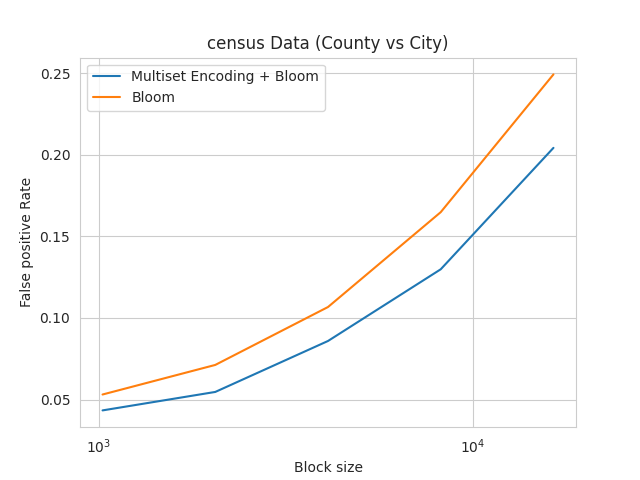 census Data (County vs City)
Multiset Encoding + Bloom
Bloom
False positive Rate
0.25
0.20
0.15
0.10
0.05
10³
10⁴
Block size